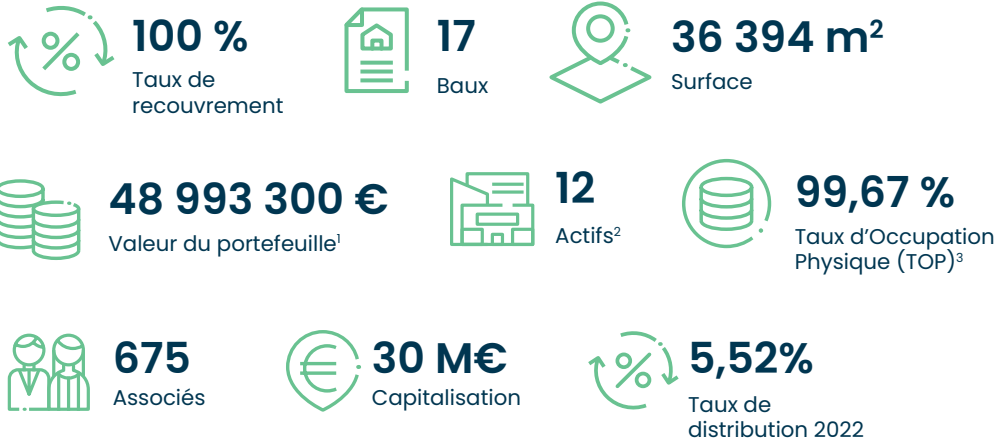 100 %
Taux de
recouvrement
17
Baux
36 394 m²
Surface
48 993 300 €
Valeur du portefeuille¹
12
Actifs²
99,67 %
Taux d’Occupation
Physique (TOP)³
675
Associés
30 M€
Capitalisation
5,52%
Taux de
distribution 2022